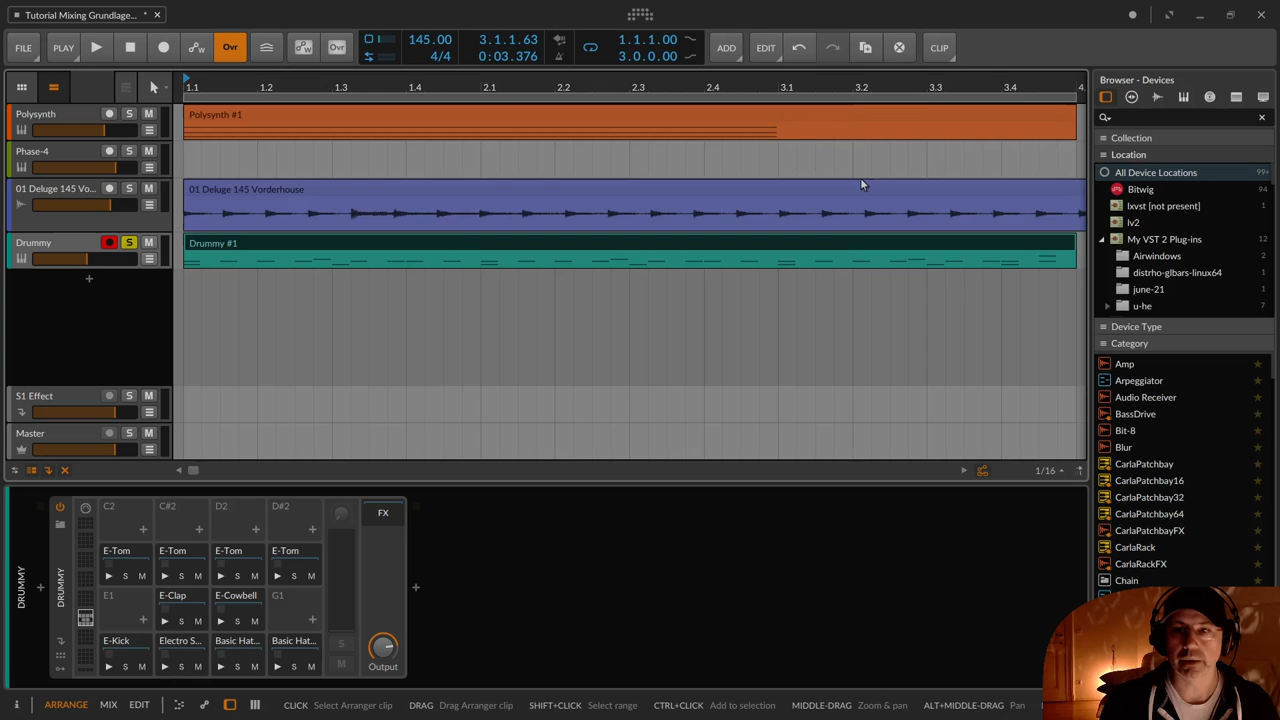 Tutorial Mixing Grundlage... *
FILE
PLAY
Ovr
Ovr
145.00
4/4
3.1.1.63
0:03.376
1.1.1.00
3.0.0.00
ADD
EDIT
CLIP
1.1 1.2 1.3 1.4 2.1 2.2 2.3 2.4 3.1 3.2 3.3 3.4 4.
Polysynth S M
Polysynth #1
Phase-4 S M
01 Deluge 145 Vo... S M
01 Deluge 145 Vorderhouse
Drummy S M
Drummy #1
+
S1 Effect S M
Master S M
1/16
Browser - Devices
Collection
Location
All Device Locations 99+
Bitwig 94
lxvst [not present]
lv2
My VST 2 Plug-ins 12
Airwindows 2
distrho-glbars-linux64 1
june-21 1
u-he 7
Device Type
Category
Amp
Arpeggiator
Audio Receiver
BassDrive
Bit-8
Blur
CarlaPatchbay
CarlaPatchbay16
CarlaPatchbay32
CarlaPatchbay64
CarlaPatchbayFX
CarlaRack
CarlaRackFX
Chain
DRUMMY
DRUMMY
C2 C#2 D2 D#2
E-Tom E-Tom E-Tom E-Tom
S M S M S M S M
E1 E-Clap E-Cowbell G1
S M S M
E-Kick Electro S... Basic Hat... Basic Hat...
S M S M S M S M
S
M
FX
Output
i ARRANGE MIX EDIT
CLICK Select Arranger clip DRAG Drag Arranger clip SHIFT+CLICK Select range CTRL+CLICK Add to selection MIDDLE-DRAG Zoom & pan ALT+MIDDLE-DRAG Pan